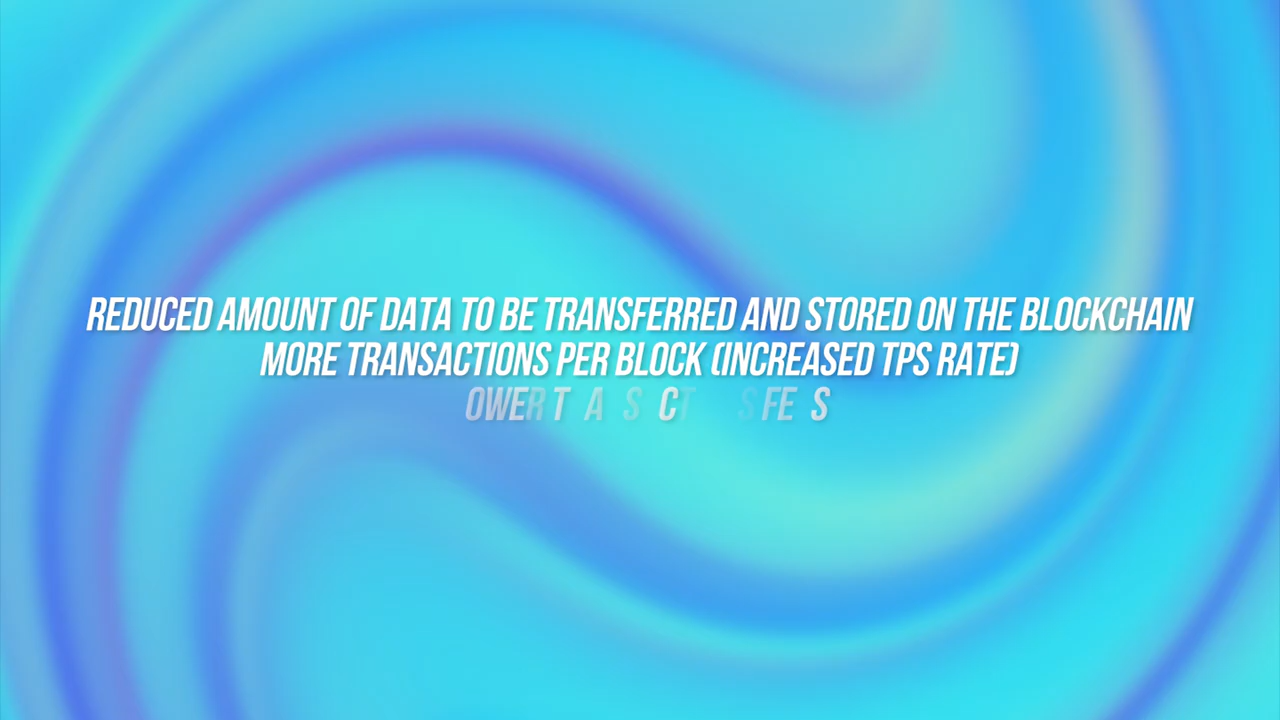 REDUCED AMOUNT OF DATA TO BE TRANSFERRED AND STORED ON THE BLOCKCHAIN
MORE TRANSACTIONS PER BLOCK (INCREASED TPS RATE)